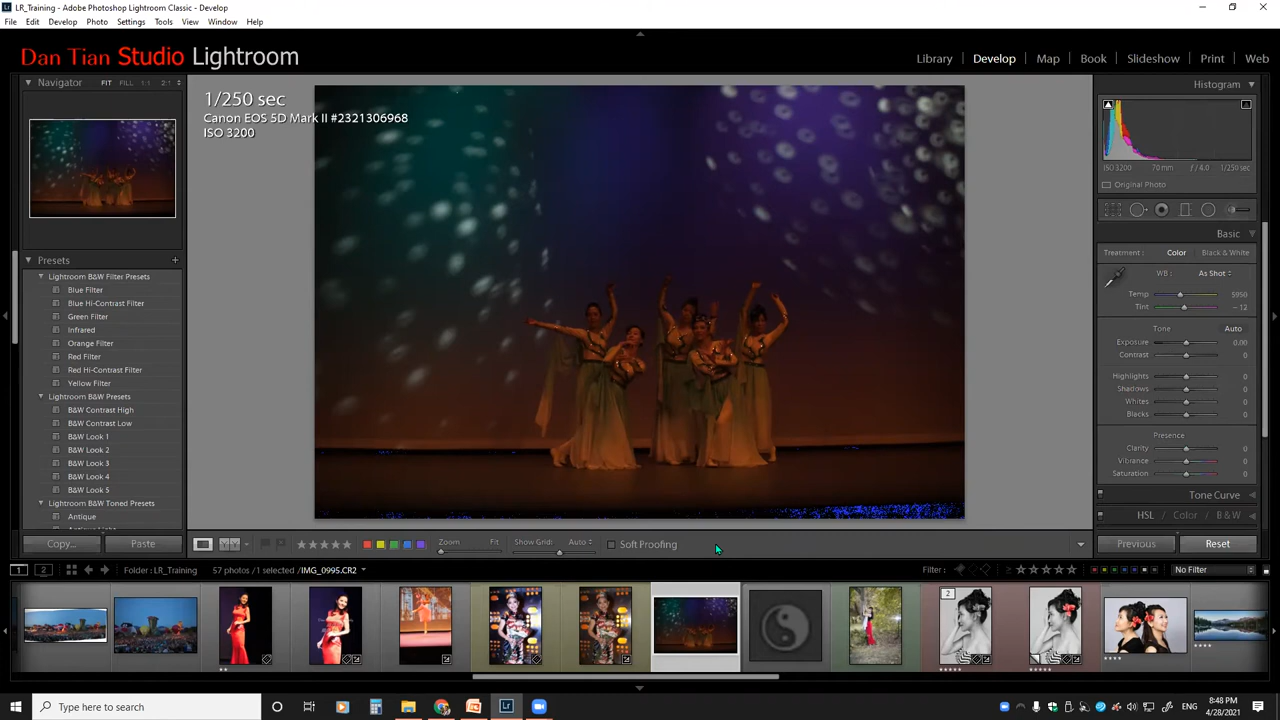 LR_Training - Adobe Photoshop Lightroom Classic - Develop
File Edit Develop Photo Settings Tools View Window Help
Dan Tian Studio Lightroom
Library Develop Map Book Slideshow Print Web
Navigator FIT FILL 1:1 2:1
1/250 sec
Canon EOS 5D Mark II #2321306968
ISO 3200
Histogram
ISO 3200 70 mm f / 4.0 1/250 sec
Original Photo
Basic
Treatment : Color Black & White
WB : As Shot
Temp 5950
Tint – 12
Tone Auto
Exposure 0.00
Contrast 0
Highlights 0
Shadows 0
Whites 0
Blacks 0
Presence
Clarity 0
Vibrance 0
Saturation 0
Tone Curve
HSL / Color / B & W
Previous Reset
Presets +
Lightroom B&W Filter Presets
Blue Filter
Blue Hi-Contrast Filter
Green Filter
Infrared
Orange Filter
Red Filter
Red Hi-Contrast Filter
Yellow Filter
Lightroom B&W Presets
B&W Contrast High
B&W Contrast Low
B&W Look 1
B&W Look 2
B&W Look 3
B&W Look 4
B&W Look 5
Lightroom B&W Toned Presets
Antique
Copy... Paste
Zoom Fit Show Grid: Auto Soft Proofing
1 2 Folder : LR_Training 57 photos / 1 selected / IMG_0995.CR2 Filter : No Filter
2
Type here to search
ENG
8:48 PM
4/28/2021